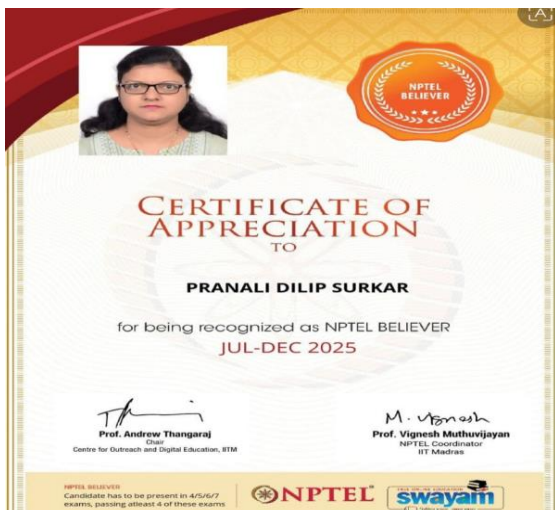 NPTEL
BELIEVER
CERTIFICATE OF
APPRECIATION
TO
PRANALI DILIP SURKAR
for being recognized as NPTEL BELIEVER
JUL-DEC 2025
M. Vignesh
Prof. Andrew Thangaraj
Chair
Centre for Outreach and Digital Education, IITM
Prof. Vignesh Muthuvijayan
NPTEL Coordinator
IIT Madras
NPTEL BELIEVER
Candidate has to be present in 4/5/6/7
exams, passing atleast 4 of these exams
NPTEL
swayam